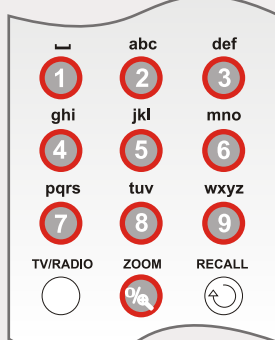 abc def
1 2 3
ghi jkl mno
4 5 6
pqrs tuv wxyz
7 8 9
TV/RADIO ZOOM RECALL
%